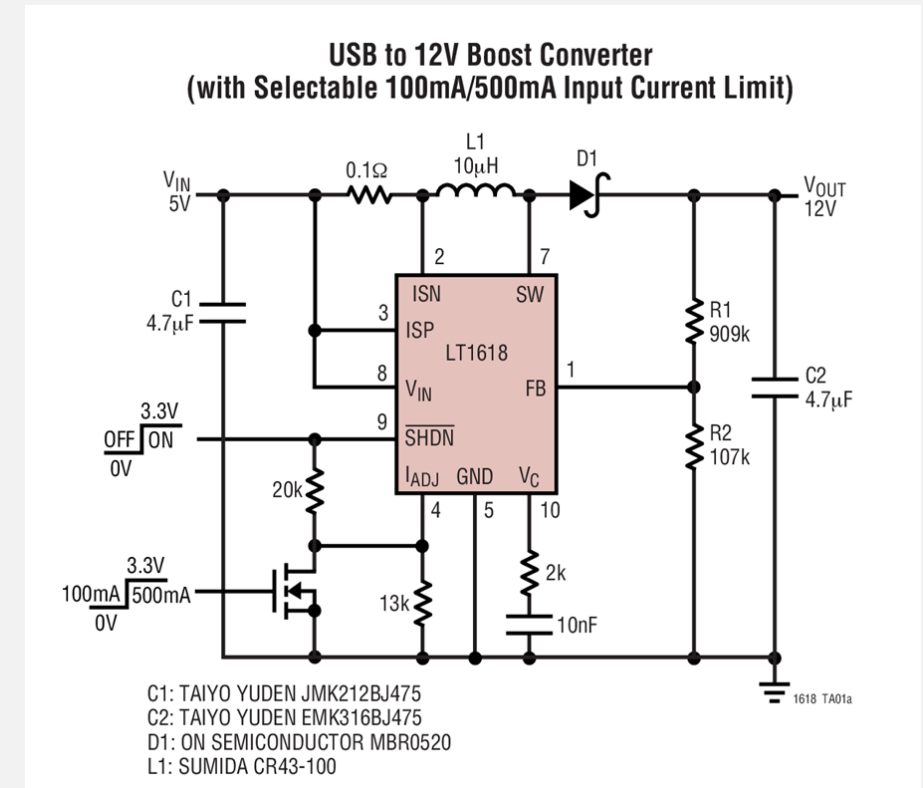 USB to 12V Boost Converter
(with Selectable 100mA/500mA Input Current Limit)
L1
10µH
D1
0.1Ω
VIN
5V
VOUT
12V
2
7
ISN
SW
C1
4.7µF
3
ISP
LT1618
R1
909k
8
VIN
1
FB
C2
4.7µF
3.3V
OFF
ON
0V
9
SHDN
R2
107k
20k
IADJ
GND
VC
4
5
10
3.3V
100mA
500mA
0V
13k
2k
10nF
1618 TA01a
C1: TAIYO YUDEN JMK212BJ475
C2: TAIYO YUDEN EMK316BJ475
D1: ON SEMICONDUCTOR MBR0520
L1: SUMIDA CR43-100